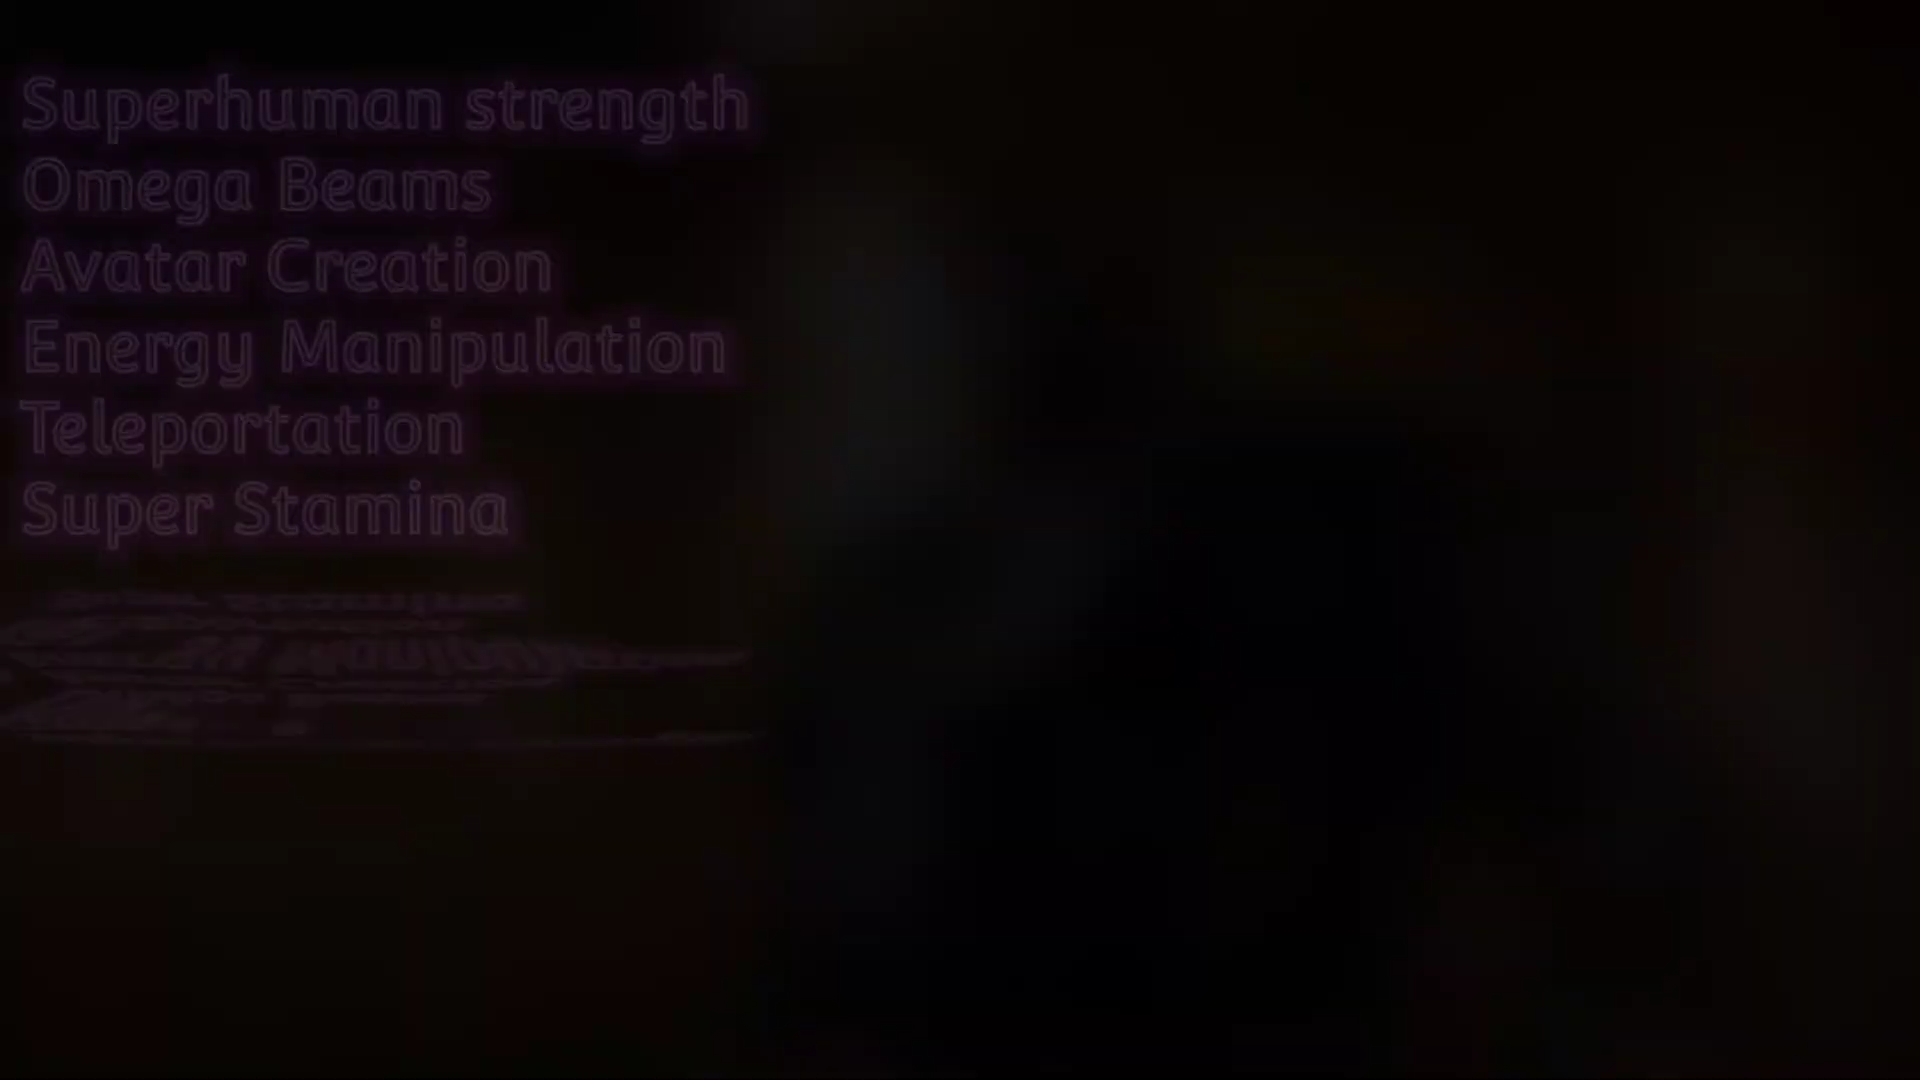 Superhuman strength
Omega Beams
Avatar Creation
Energy Manipulation
Teleportation
Super Stamina